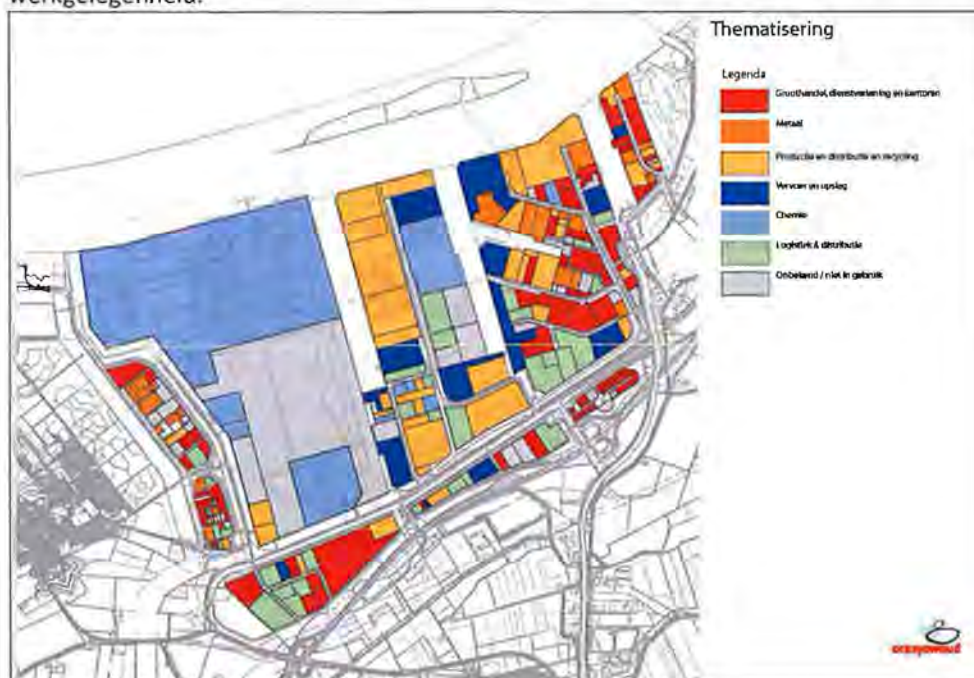 werkgelegenheid.
Thematisering
Legenda
Groothandel, dienstverlening en kantoren
Metaal
Productie en distributie en recycling
Vervoer en opslag
Chemie
Logistiek & distributie
Onbekend / niet in gebruik
oranjewoud